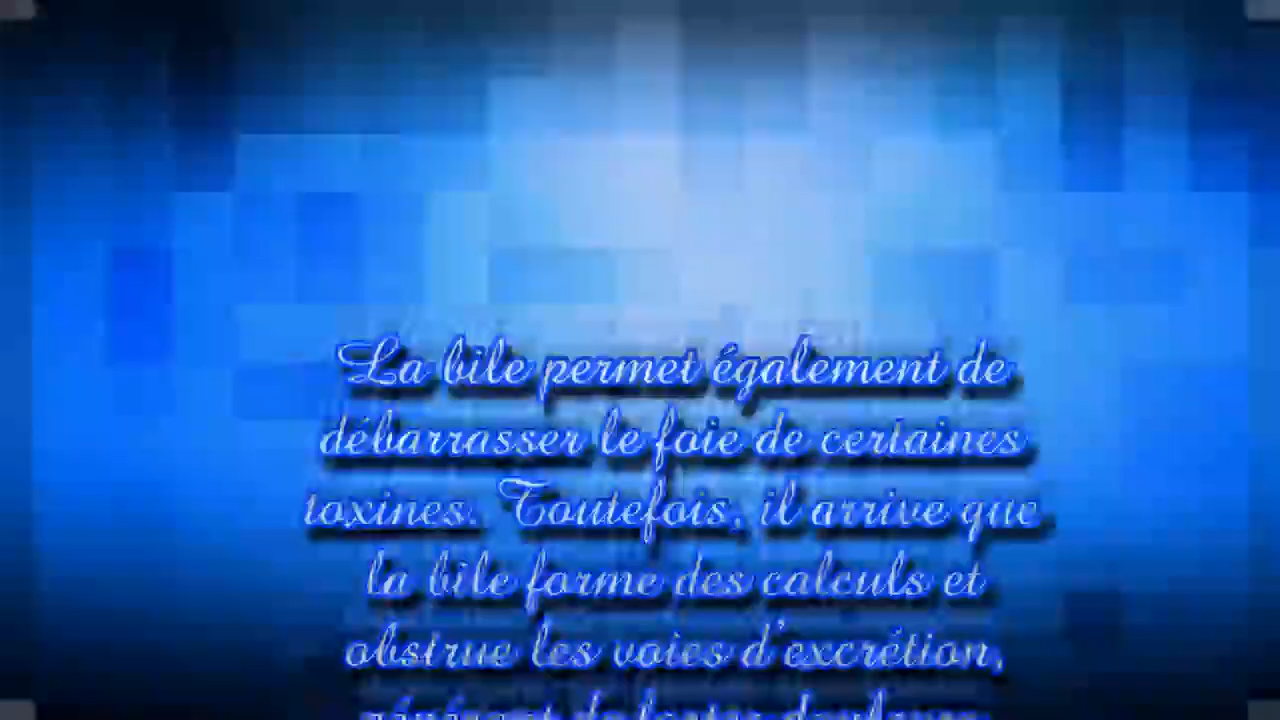 La bile permet également de
débarrasser le foie de certaines
toxines. Toutefois, il arrive que
la bile forme des calculs et
obstrue les voies d'excrétion,